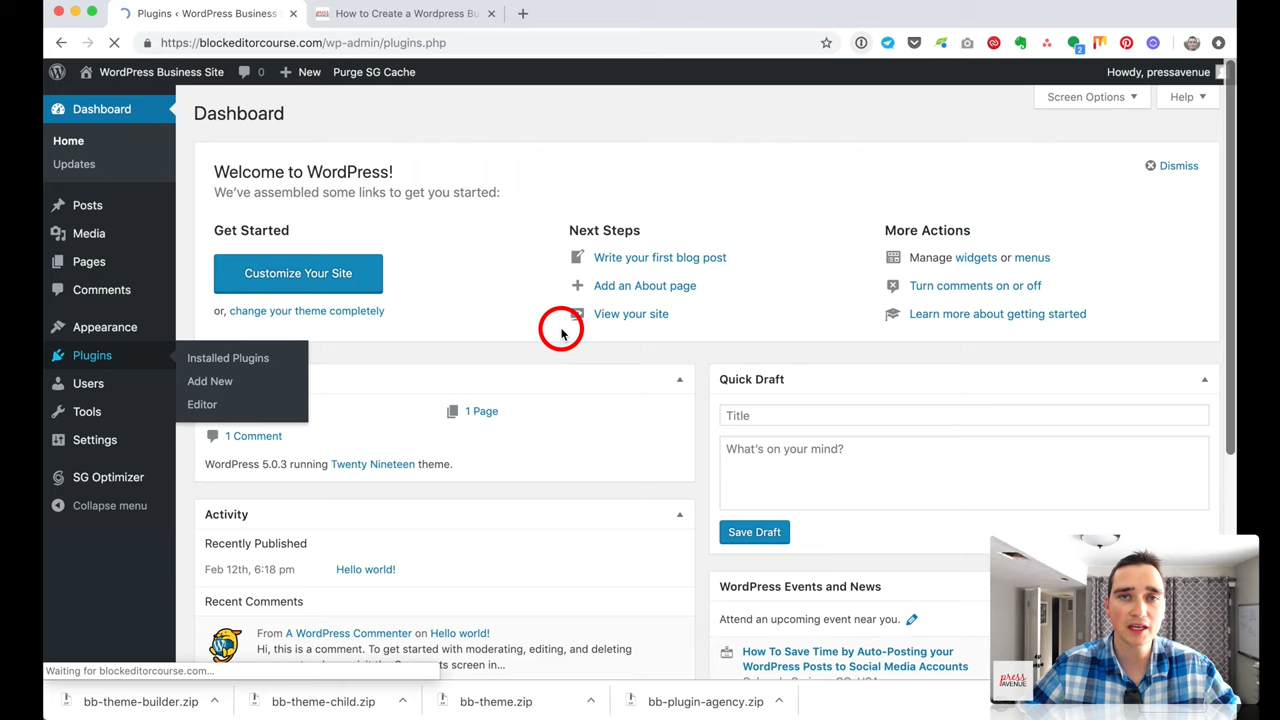 Plugins ‹ WordPress Business S
How to Create a Wordpress Bu
https://blockeditorcourse.com/wp-admin/plugins.php
2
WordPress Business Site
0
New
Purge SG Cache
Howdy, pressavenue
Dashboard
Home
Updates
Posts
Media
Pages
Comments
Appearance
Plugins
Users
Tools
Settings
SG Optimizer
Collapse menu
Installed Plugins
Add New
Editor
Dashboard
Screen Options
Help
Welcome to WordPress!
We've assembled some links to get you started:
Dismiss
Get Started
Customize Your Site
or, change your theme completely
Next Steps
Write your first blog post
Add an About page
View your site
More Actions
Manage widgets or menus
Turn comments on or off
Learn more about getting started
1 Page
1 Comment
WordPress 5.0.3 running Twenty Nineteen theme.
Activity
Recently Published
Feb 12th, 6:18 pm
Hello world!
Recent Comments
From A WordPress Commenter on Hello world!
Hi, this is a comment. To get started with moderating, editing, and deleting
Quick Draft
Title
What's on your mind?
Save Draft
WordPress Events and News
Attend an upcoming event near you.
How To Save Time by Auto-Posting your
WordPress Posts to Social Media Accounts
Waiting for blockeditorcourse.com...
press
AVENUE
bb-theme-builder.zip
bb-theme-child.zip
bb-theme.zip
bb-plugin-agency.zip